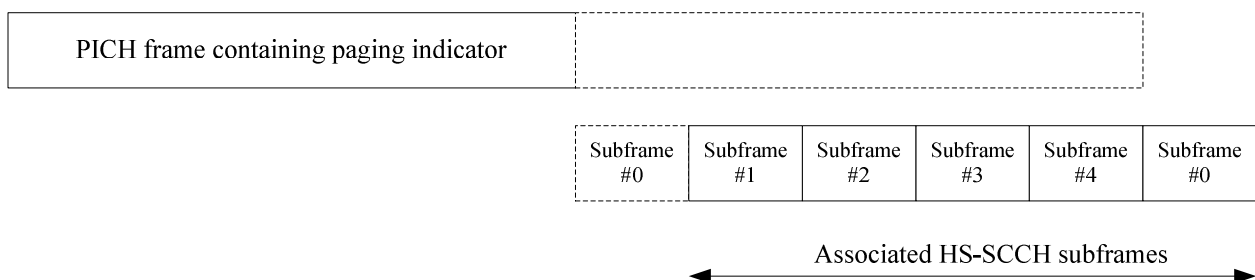 PICH frame containing paging indicator
Subframe #0
Subframe #1
Subframe #2
Subframe #3
Subframe #4
Subframe #0
Associated HS-SCCH subframes